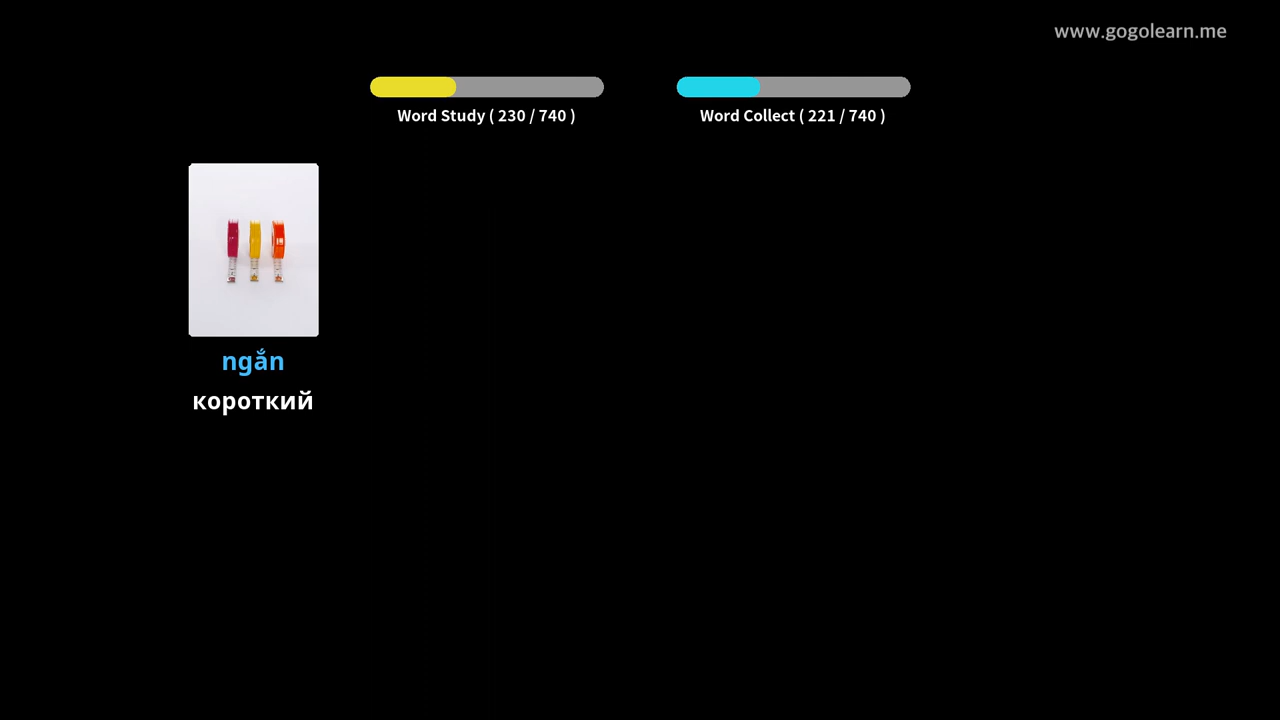 www.gogolearn.me
Word Study ( 230 / 740 )
Word Collect ( 221 / 740 )
ngắn
короткий